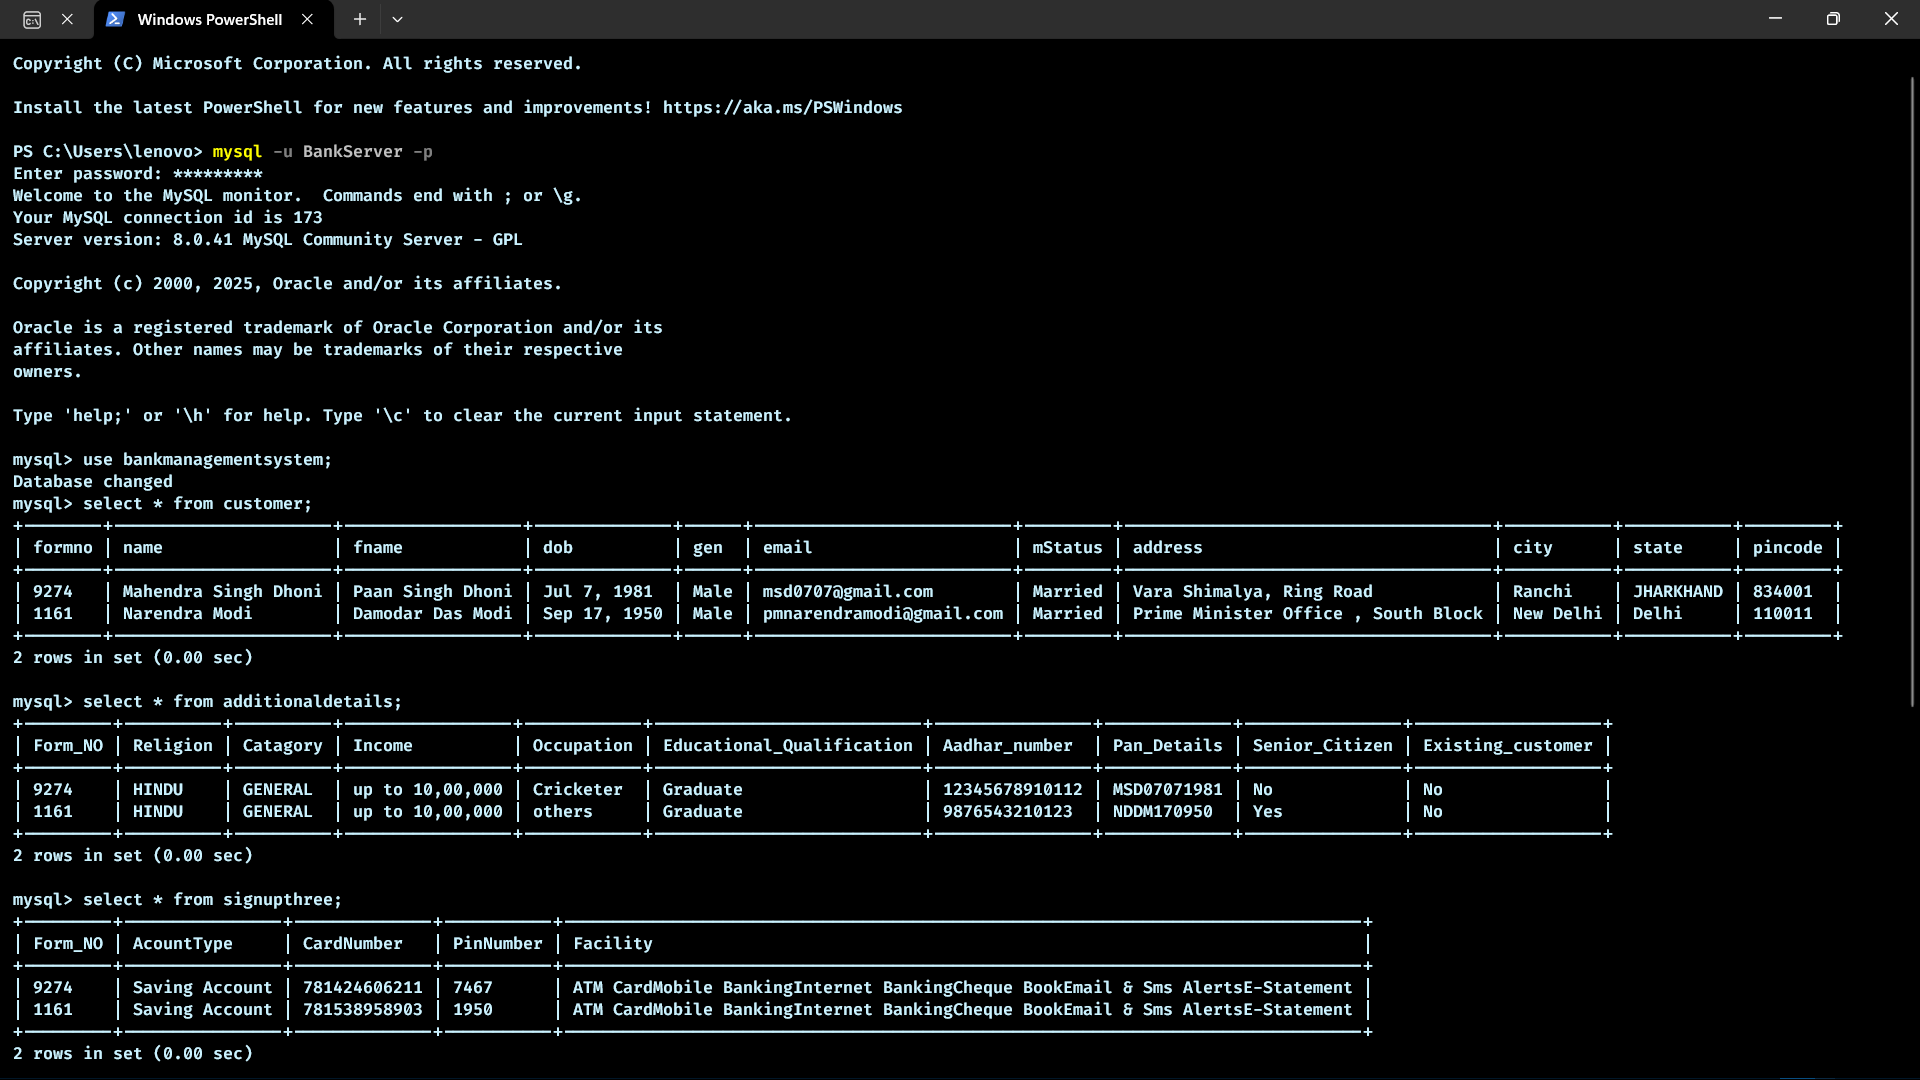 Windows PowerShell
Copyright (C) Microsoft Corporation. All rights reserved.
Install the latest PowerShell for new features and improvements! https://aka.ms/PSWindows
PS C:\Users\lenovo> mysql -u BankServer -p
Enter password: *********
Welcome to the MySQL monitor.  Commands end with ; or \g.
Your MySQL connection id is 173
Server version: 8.0.41 MySQL Community Server - GPL
Copyright (c) 2000, 2025, Oracle and/or its affiliates.
Oracle is a registered trademark of Oracle Corporation and/or its
affiliates. Other names may be trademarks of their respective
owners.
Type 'help;' or '\h' for help. Type '\c' to clear the current input statement.
mysql> use bankmanagementsystem;
Database changed
mysql> select * from customer;
| formno | name | fname | dob | gen | email | mStatus | address | city | state | pincode |
| 9274 | Mahendra Singh Dhoni | Paan Singh Dhoni | Jul 7, 1981 | Male | msd0707@gmail.com | Married | Vara Shimalya, Ring Road | Ranchi | JHARKHAND | 834001 |
| 1161 | Narendra Modi | Damodar Das Modi | Sep 17, 1950 | Male | pmnarendramodi@gmail.com | Married | Prime Minister Office , South Block | New Delhi | Delhi | 110011 |
2 rows in set (0.00 sec)
mysql> select * from additionaldetails;
| Form_NO | Religion | Catagory | Income | Occupation | Educational_Qualification | Aadhar_number | Pan_Details | Senior_Citizen | Existing_customer |
| 9274 | HINDU | GENERAL | up to 10,00,000 | Cricketer | Graduate | 12345678910112 | MSD07071981 | No | No |
| 1161 | HINDU | GENERAL | up to 10,00,000 | others | Graduate | 9876543210123 | NDDM170950 | Yes | No |
2 rows in set (0.00 sec)
mysql> select * from signupthree;
| Form_NO | AcountType | CardNumber | PinNumber | Facility |
| 9274 | Saving Account | 781424606211 | 7467 | ATM CardMobile BankingInternet BankingCheque BookEmail & Sms AlertsE-Statement |
| 1161 | Saving Account | 781538958903 | 1950 | ATM CardMobile BankingInternet BankingCheque BookEmail & Sms AlertsE-Statement |
2 rows in set (0.00 sec)